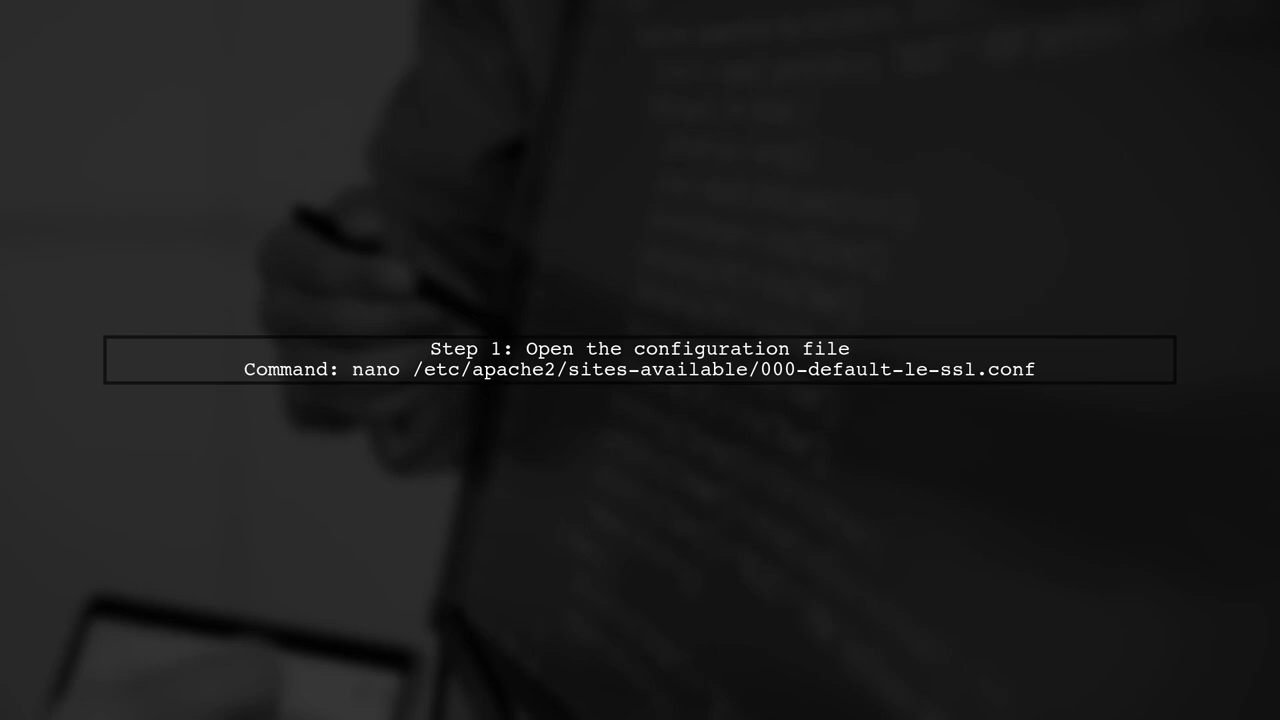 Step 1: Open the configuration file
Command: nano /etc/apache2/sites-available/000-default-le-ssl.conf